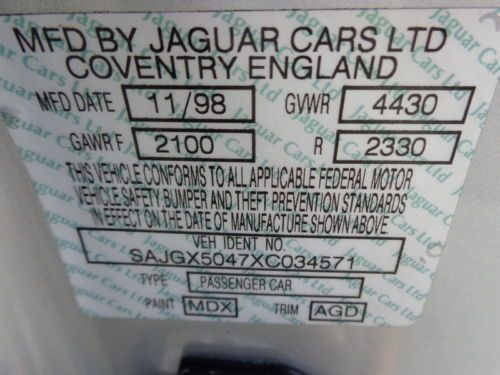 MFD BY JAGUAR CARS LTD
COVENTRY ENGLAND
MFD DATE 11/98 GVWR 4430
GAWR F 2100 R 2330
THIS VEHICLE CONFORMS TO ALL APPLICABLE FEDERAL MOTOR
VEHICLE SAFETY BUMPER AND THEFT PREVENTION STANDARDS
IN EFFECT ON THE DATE OF MANUFACTURE SHOWN ABOVE.
VEH IDENT NO.
SAJGX5047XC034571
TYPE PASSENGER CAR
PAINT MDX TRIM AGD